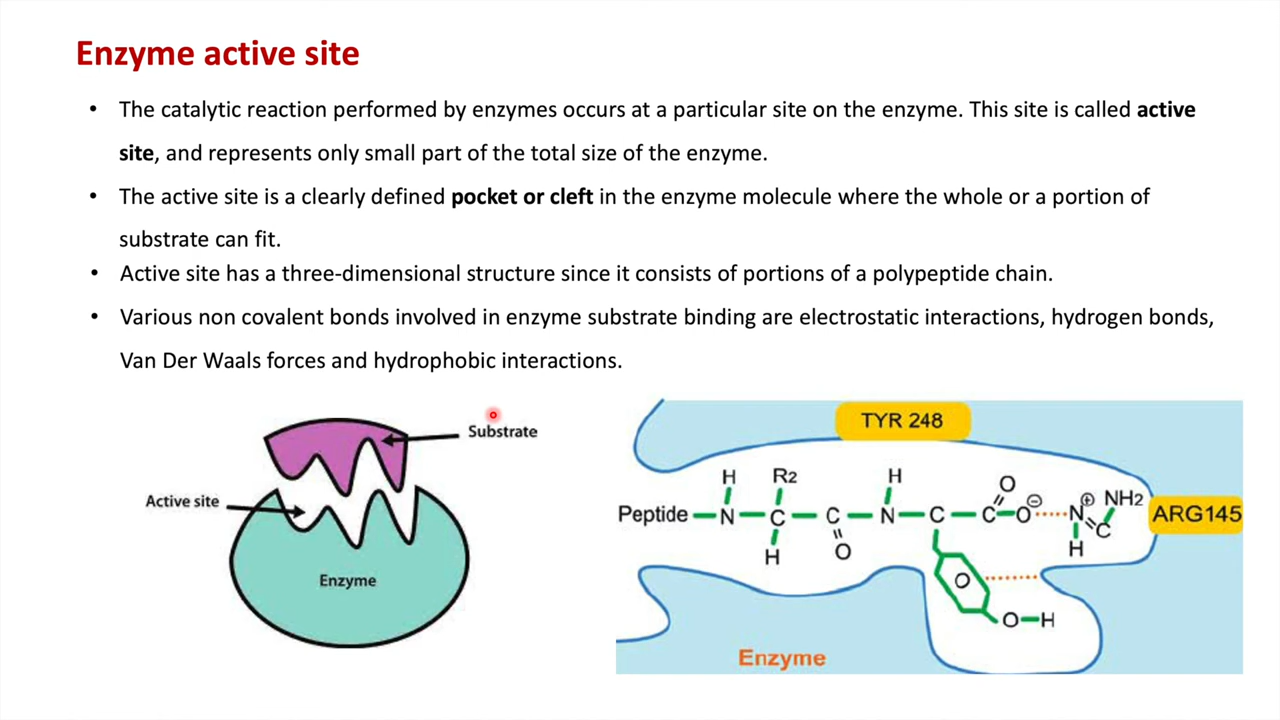 Enzyme active site
• The catalytic reaction performed by enzymes occurs at a particular site on the enzyme. This site is called active
site, and represents only small part of the total size of the enzyme.
• The active site is a clearly defined pocket or cleft in the enzyme molecule where the whole or a portion of
substrate can fit.
• Active site has a three-dimensional structure since it consists of portions of a polypeptide chain.
• Various non covalent bonds involved in enzyme substrate binding are electrostatic interactions, hydrogen bonds,
Van Der Waals forces and hydrophobic interactions.
Substrate
Active site
Enzyme
TYR 248
H R2 H O
Peptide N C C N C C O ⊖ N ⊕ NH2 ARG145
H O H C
O
O H
Enzyme